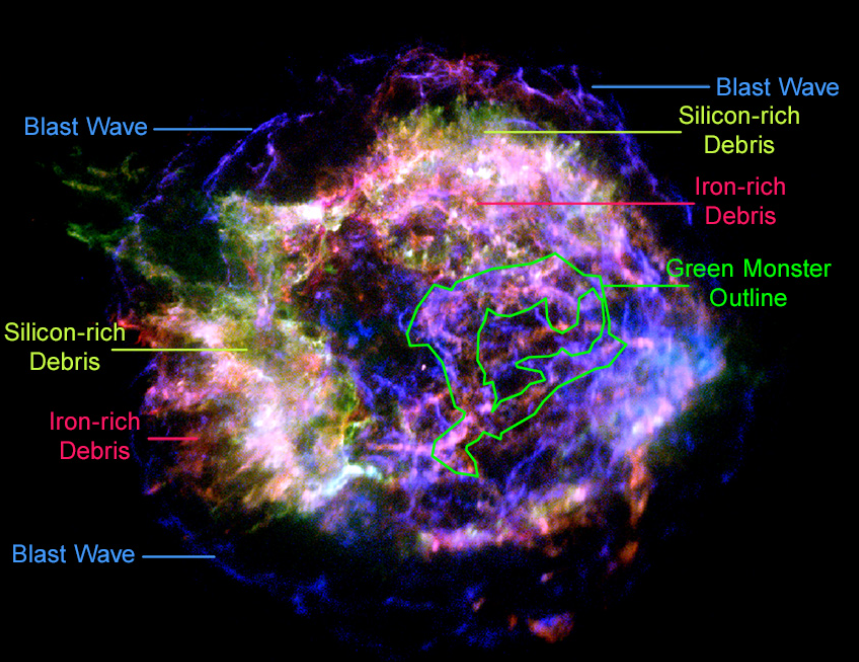 Blast Wave
Blast Wave
Silicon-rich
Debris
Iron-rich
Debris
Green Monster
Outline
Silicon-rich
Debris
Iron-rich
Debris
Blast Wave